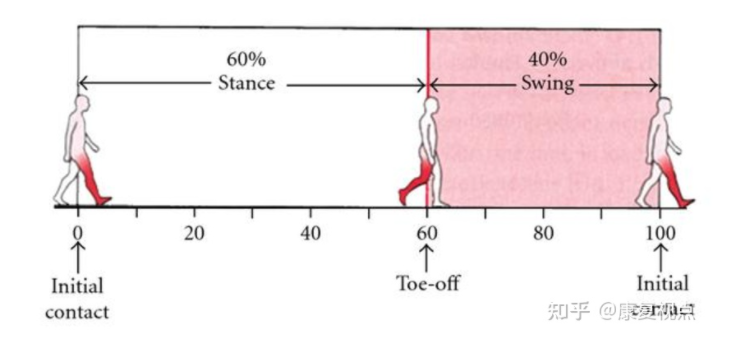 60%
Stance
40%
Swing
0 20 40 60 80 100
Initial
contact
Toe-off
Initial
知乎 @康复视点